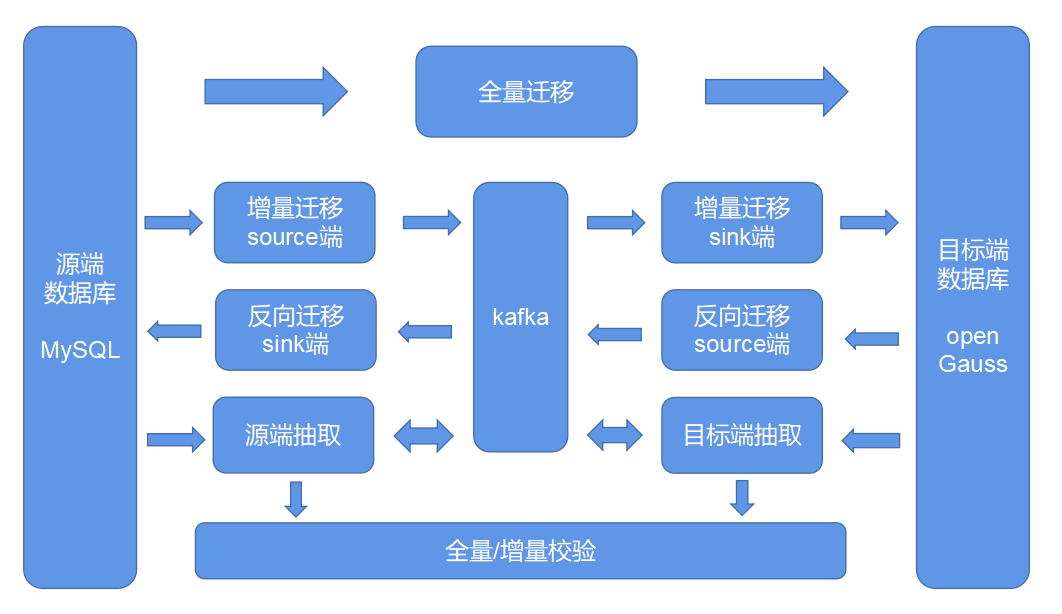 源端
数据库
MySQL
全量迁移
增量迁移
source端
反向迁移
sink端
源端抽取
kafka
增量迁移
sink端
反向迁移
source端
目标端抽取
全量/增量校验
目标端
数据库
open
Gauss